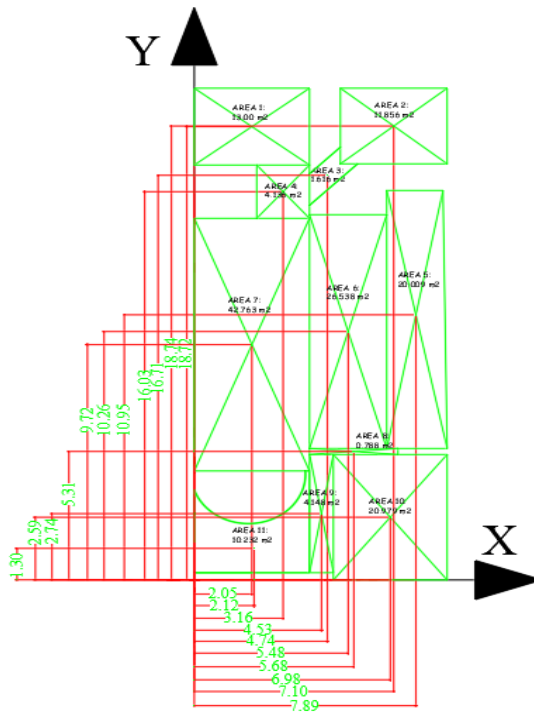 Y
AREA 1:
13.00 m2
AREA 2:
11.856 m2
AREA 3:
1.616 m2
AREA 4:
4.136 m2
AREA 5:
20.009 m2
AREA 6:
26.538 m2
AREA 7:
42.763 m2
18.74
18.72
16.71
16.03
10.95
10.26
9.72
AREA 8:
0.788 m2
5.31
AREA 9:
4.148 m2
AREA 10:
20.979 m2
2.74
2.59
1.30
AREA 11:
10.232 m2
X
2.05
2.12
3.16
4.53
4.74
5.48
5.68
6.98
7.10
7.89